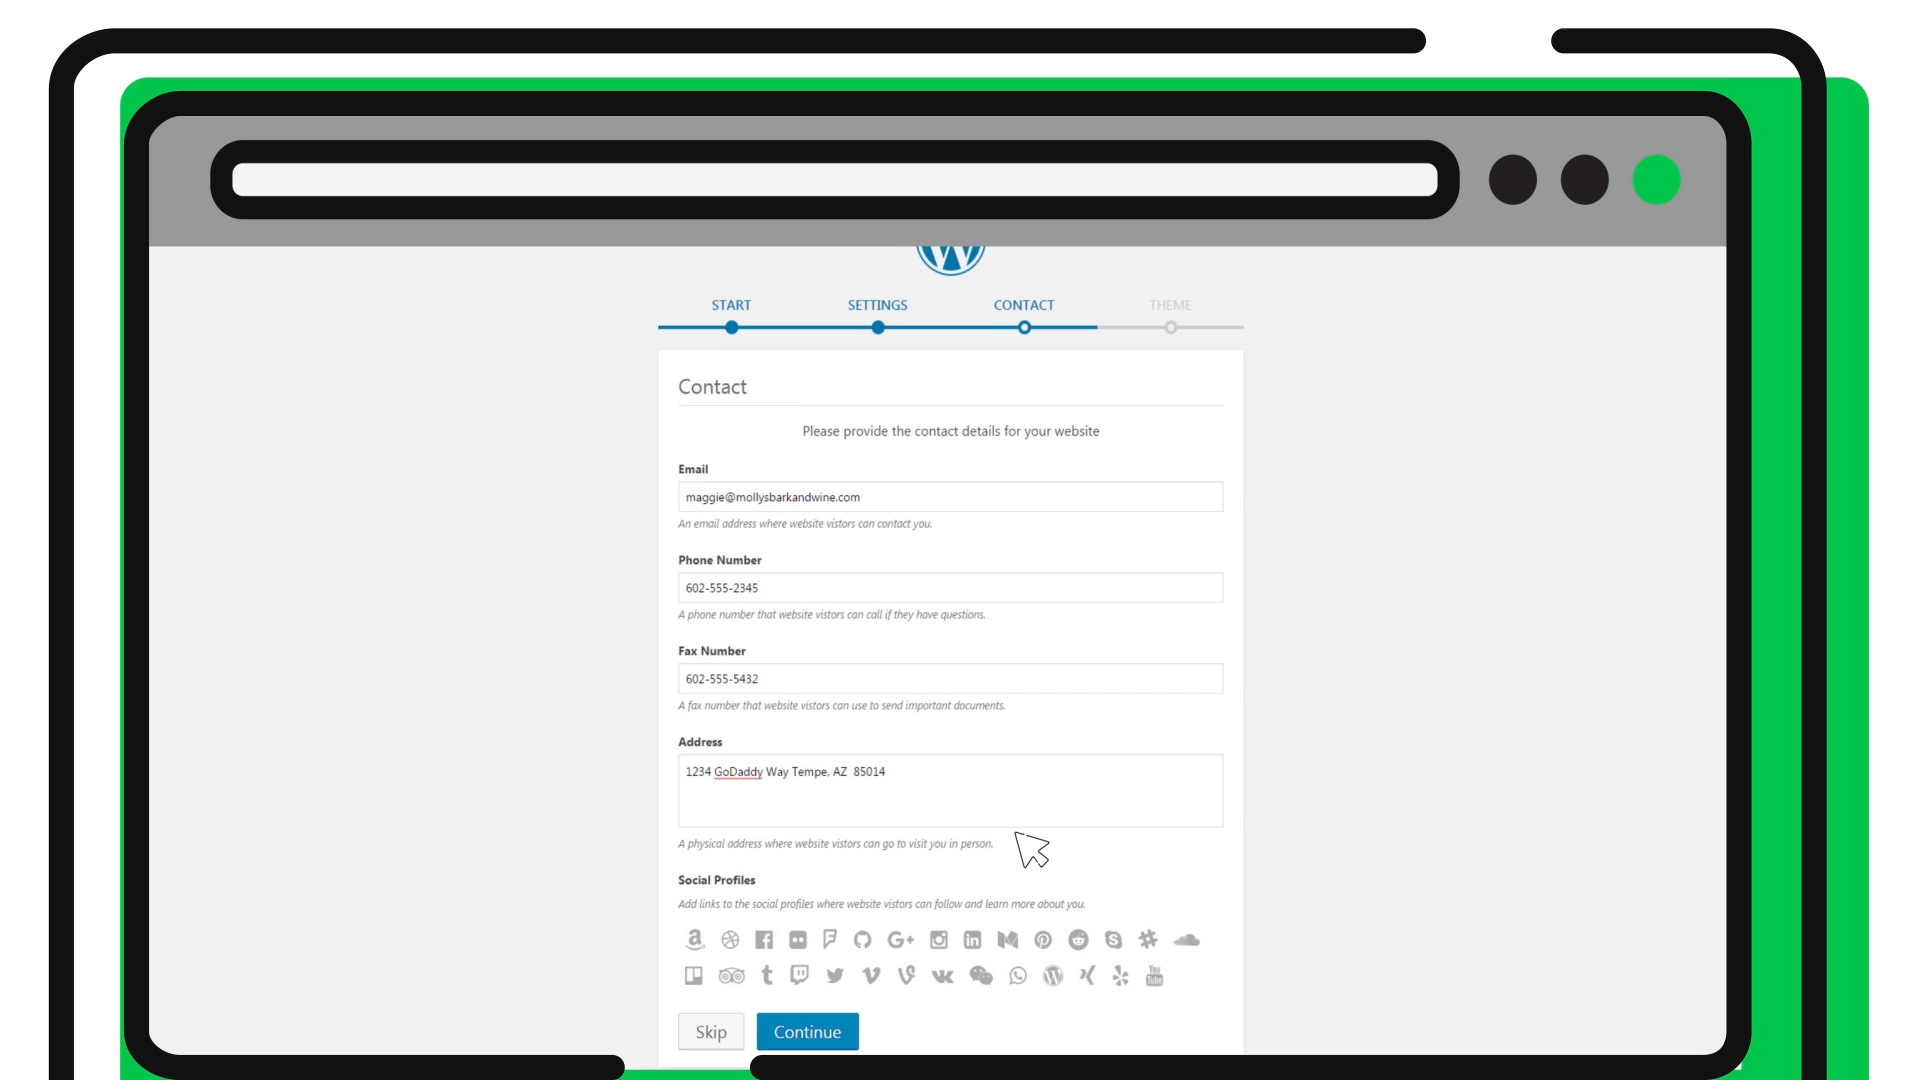 START SETTINGS CONTACT THEME
Contact
Please provide the contact details for your website
Email
maggie@mollysbarkandwine.com
An email address where website vistors can contact you.
Phone Number
602-555-2345
A phone number that website vistors can call if they have questions.
Fax Number
602-555-5432
A fax number that website vistors can use to send important documents.
Address
1234 GoDaddy Way Tempe, AZ  85014
A physical address where website vistors can go to visit you in person.
Social Profiles
Add links to the social profiles where website vistors can follow and learn more about you.
Skip Continue